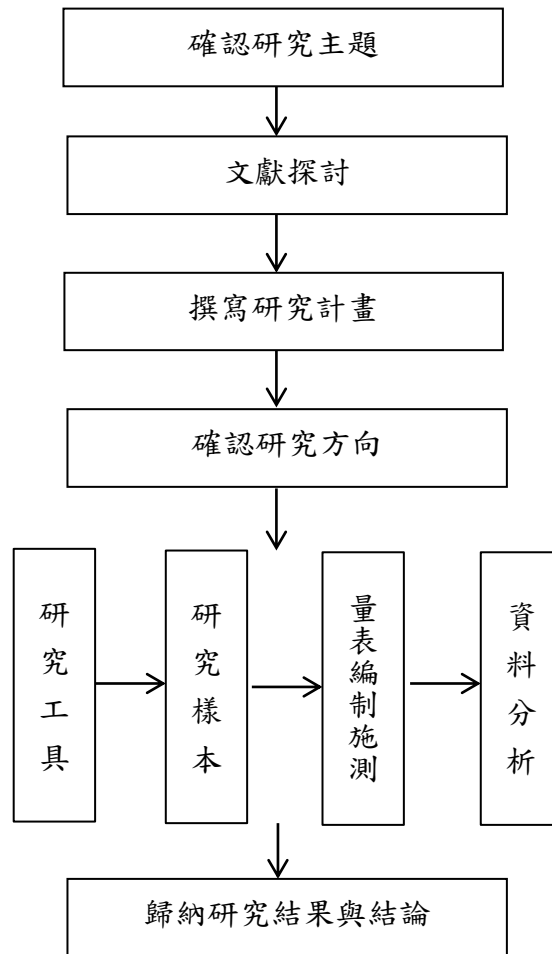 確認研究主題
文獻探討
撰寫研究計畫
確認研究方向
研究工具
研究樣本
量表編制施測
資料分析
歸納研究結果與結論